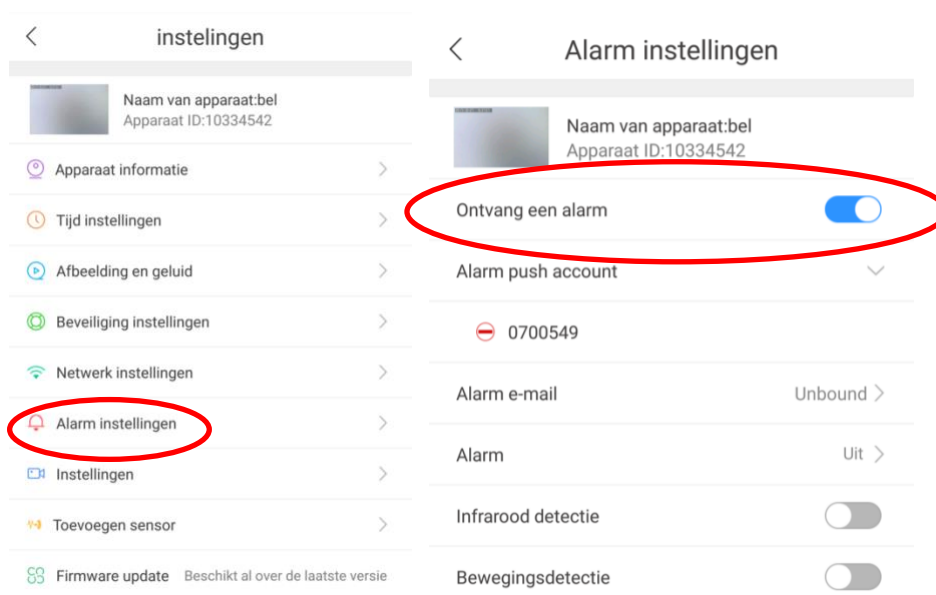 instelingen
Naam van apparaat:bel
Apparaat ID:10334542
Apparaat informatie
Tijd instellingen
Afbeelding en geluid
Beveiliging instellingen
Netwerk instellingen
Alarm instellingen
Instellingen
Toevoegen sensor
Firmware update Beschikt al over de laatste versie
Alarm instellingen
Naam van apparaat:bel
Apparaat ID:10334542
Ontvang een alarm
Alarm push account
0700549
Alarm e-mail Unbound
Alarm Uit
Infrarood detectie
Bewegingsdetectie